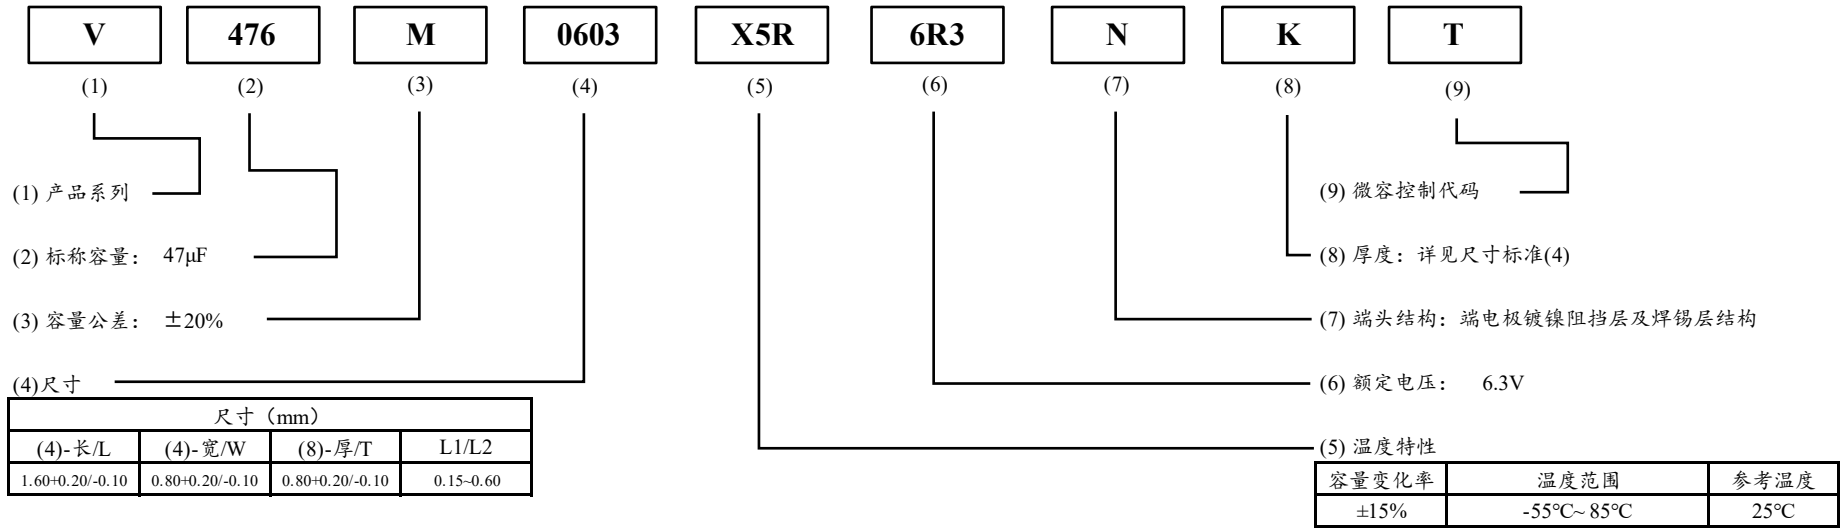 V 476 M 0603 X5R 6R3 N K T
(1) (2) (3) (4) (5) (6) (7) (8) (9)
(1) 产品系列
(9) 微容控制代码
(2) 标称容量： 47μF
(8) 厚度：详见尺寸标准(4)
(3) 容量公差： ±20%
(7) 端头结构：端电极镀镍阻挡层及焊锡层结构
(4)尺寸
(6) 额定电压： 6.3V
尺寸（mm）
(4)-长/L (4)-宽/W (8)-厚/T L1/L2
1.60+0.20/-0.10 0.80+0.20/-0.10 0.80+0.20/-0.10 0.15~0.60
(5) 温度特性
容量变化率 温度范围 参考温度
±15% -55℃~ 85℃ 25℃